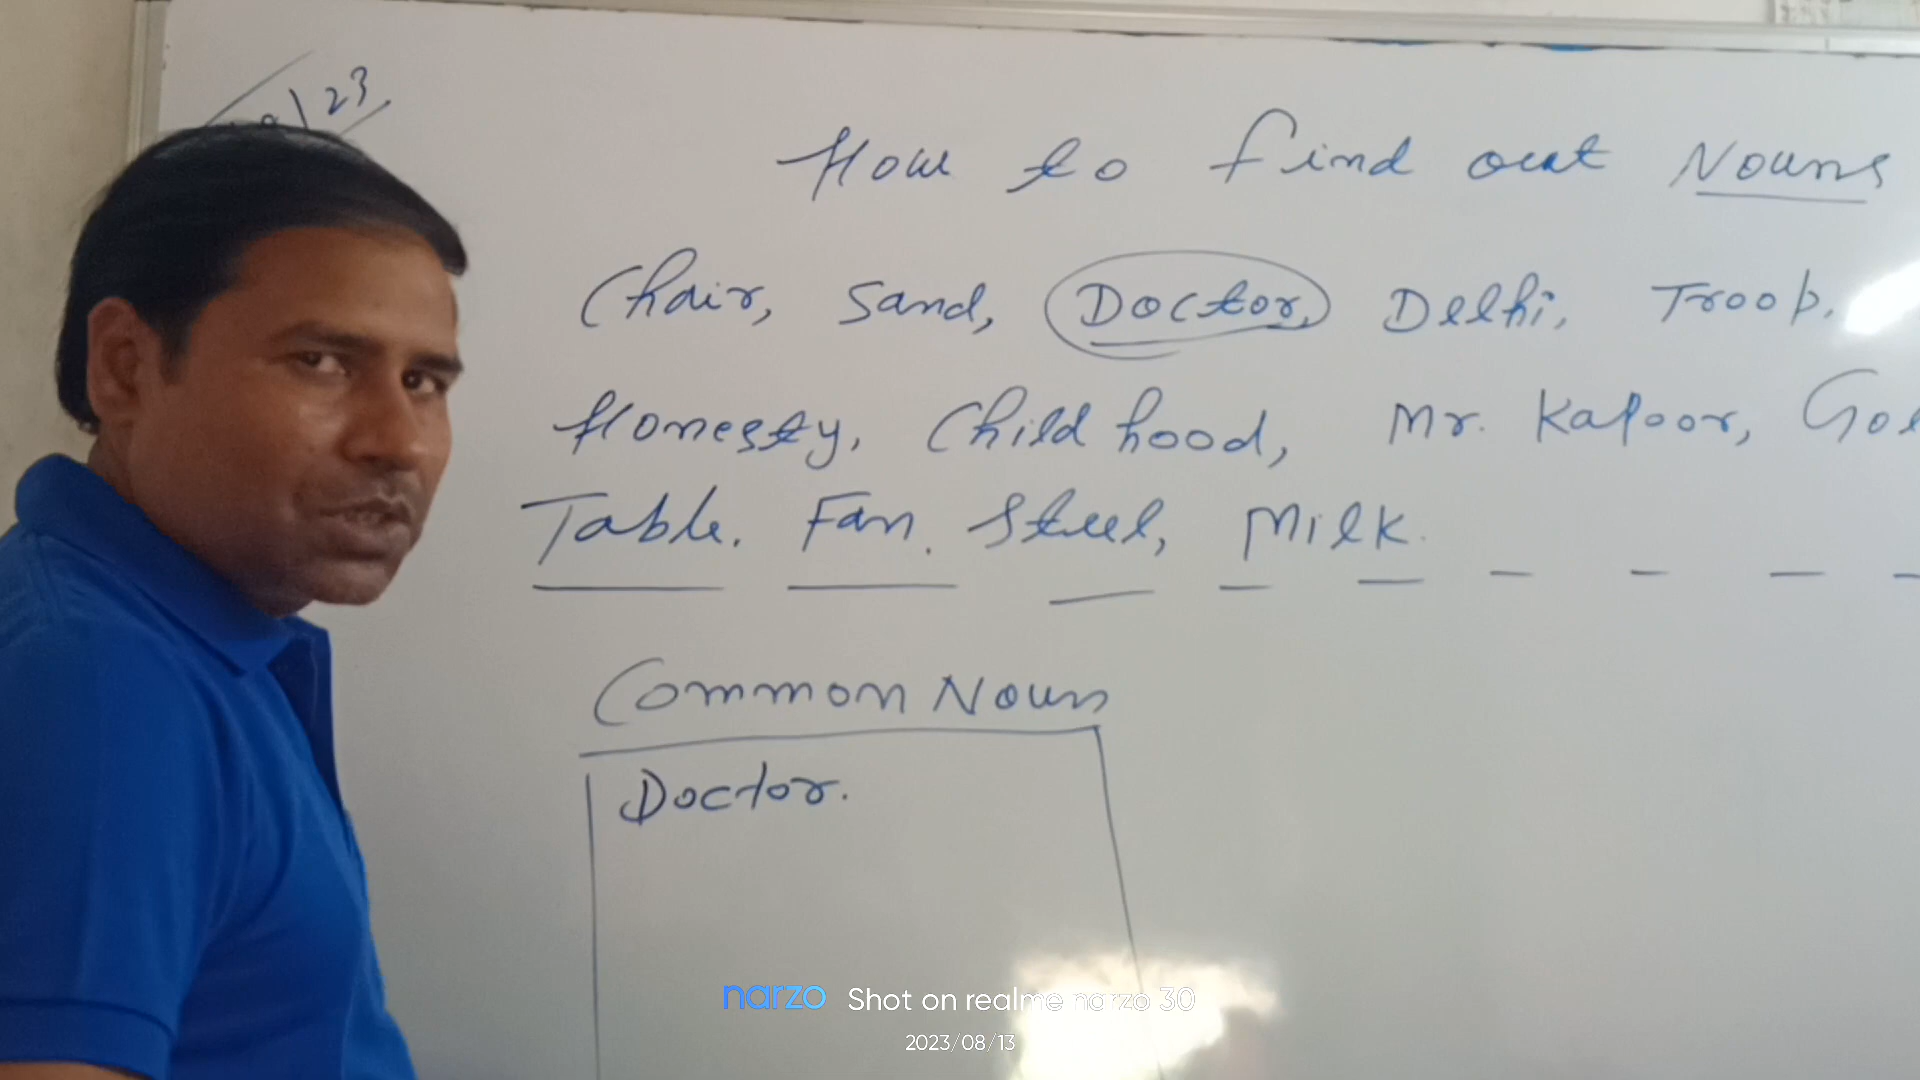 23
How to find out Nouns
Chair, Sand, Doctor, Delhi, Troop,
Honesty, Childhood, Mr. Kapoor,
Table. Fan. Steel, Milk.
Common Noun
Doctor.
narzo Shot on realme narzo 30
2023/08/13